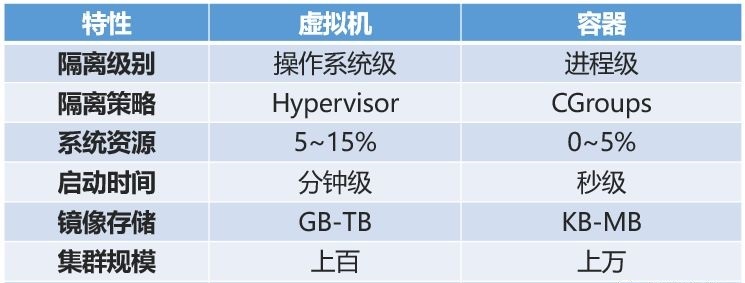 特性 虚拟机 容器
隔离级别 操作系统级 进程级
隔离策略 Hypervisor CGroups
系统资源 5~15% 0~5%
启动时间 分钟级 秒级
镜像存储 GB-TB KB-MB
集群规模 上百 上万